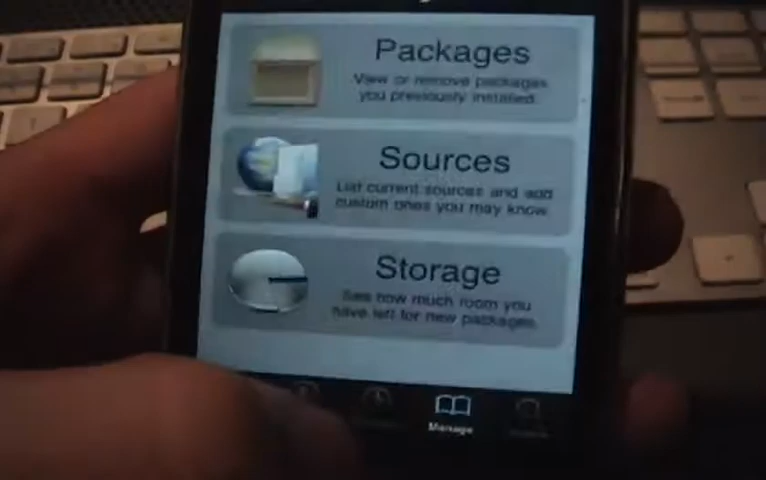 Packages
View or remove packages
you previously installed.
Sources
List current sources and add
custom ones you may know.
Storage
See how much room you
have left for new packages.
Manage